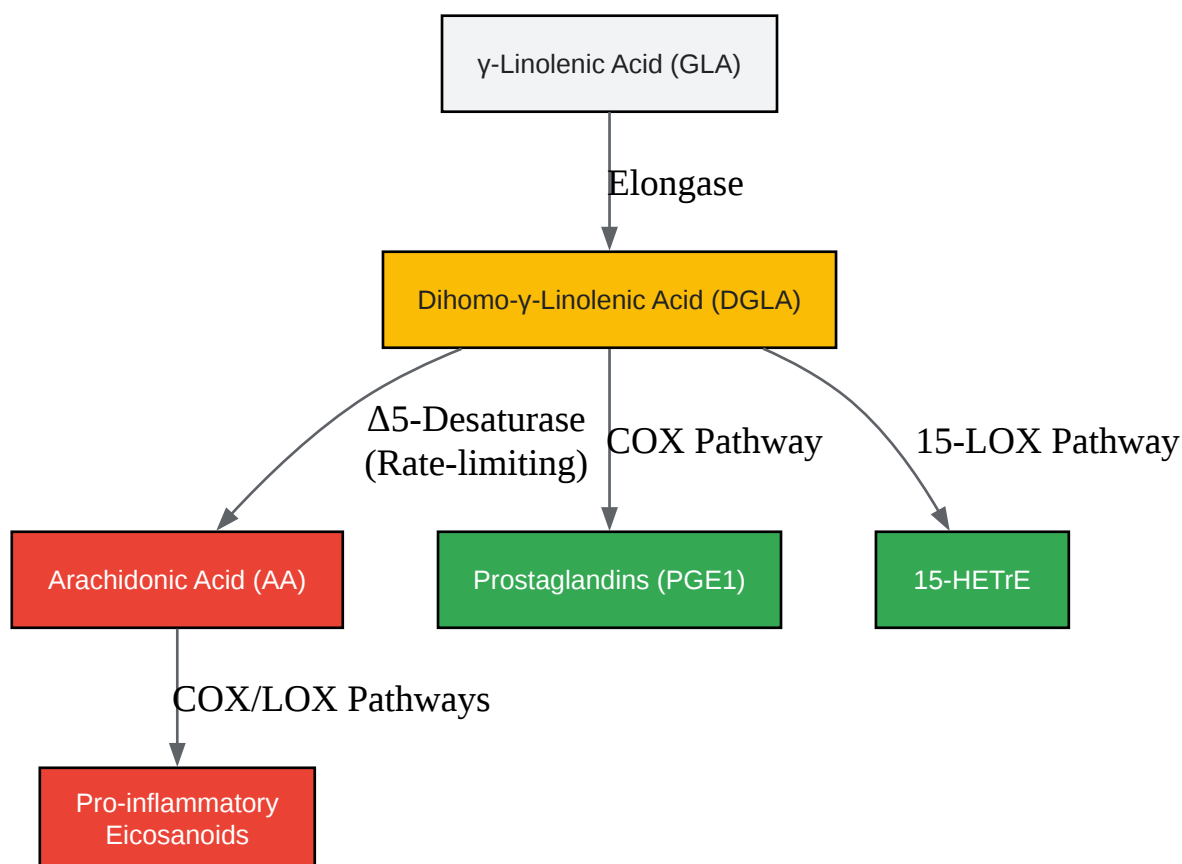 γ-Linolenic Acid (GLA)
Elongase
Dihomo-γ-Linolenic Acid (DGLA)
Δ5-Desaturase
(Rate-limiting)
COX Pathway
15-LOX Pathway
Arachidonic Acid (AA)
Prostaglandins (PGE1)
15-HETrE
COX/LOX Pathways
Pro-inflammatory
Eicosanoids